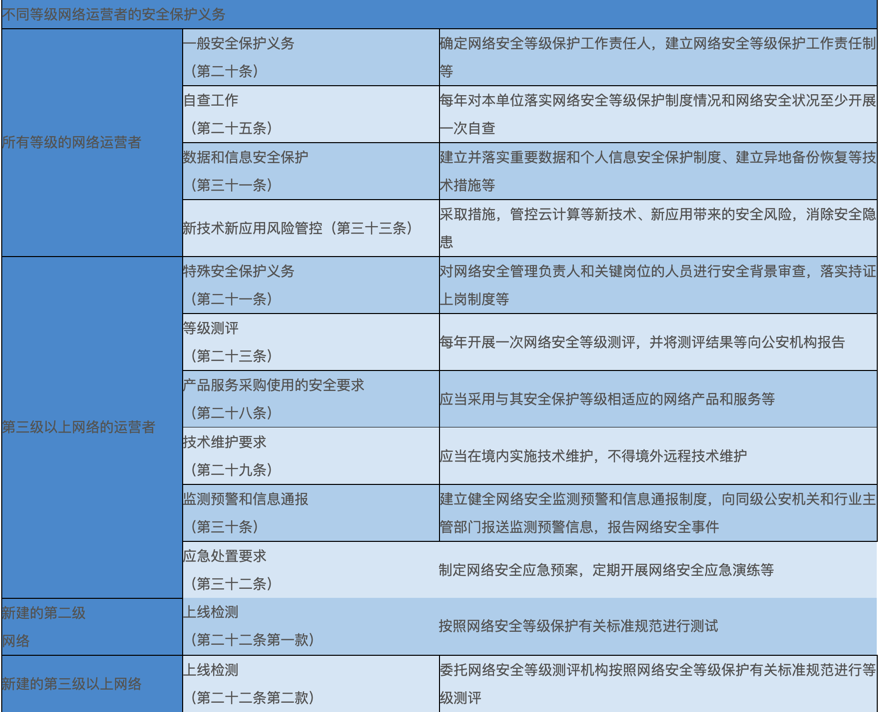 不同等级网络运营者的安全保护义务
所有等级的网络运营者
一般安全保护义务
（第二十条）
确定网络安全等级保护工作责任人，建立网络安全等级保护工作责任制
等
自查工作
（第二十五条）
每年对本单位落实网络安全等级保护制度情况和网络安全状况至少开展
一次自查
数据和信息安全保护
（第三十一条）
建立并落实重要数据和个人信息安全保护制度、建立异地备份恢复等技
术措施等
新技术新应用风险管控（第三十三条）
采取措施，管控云计算等新技术、新应用带来的安全风险，消除安全隐
患
第三级以上网络的运营者
特殊安全保护义务
（第二十一条）
对网络安全管理负责人和关键岗位的人员进行安全背景审查，落实持证
上岗制度等
等级测评
（第二十三条）
每年开展一次网络安全等级测评，并将测评结果等向公安机构报告
产品服务采购使用的安全要求
（第二十八条）
应当采用与其安全保护等级相适应的网络产品和服务等
技术维护要求
（第二十九条）
应当在境内实施技术维护，不得境外远程技术维护
监测预警和信息通报
（第三十条）
建立健全网络安全监测预警和信息通报制度，向同级公安机关和行业主
管部门报送监测预警信息，报告网络安全事件
应急处置要求
（第三十二条）
制定网络安全应急预案，定期开展网络安全应急演练等
新建的第二级
网络
上线检测
（第二十二条第一款）
按照网络安全等级保护有关标准规范进行测试
新建的第三级以上网络
上线检测
（第二十二条第二款）
委托网络安全等级测评机构按照网络安全等级保护有关标准规范进行等
级测评